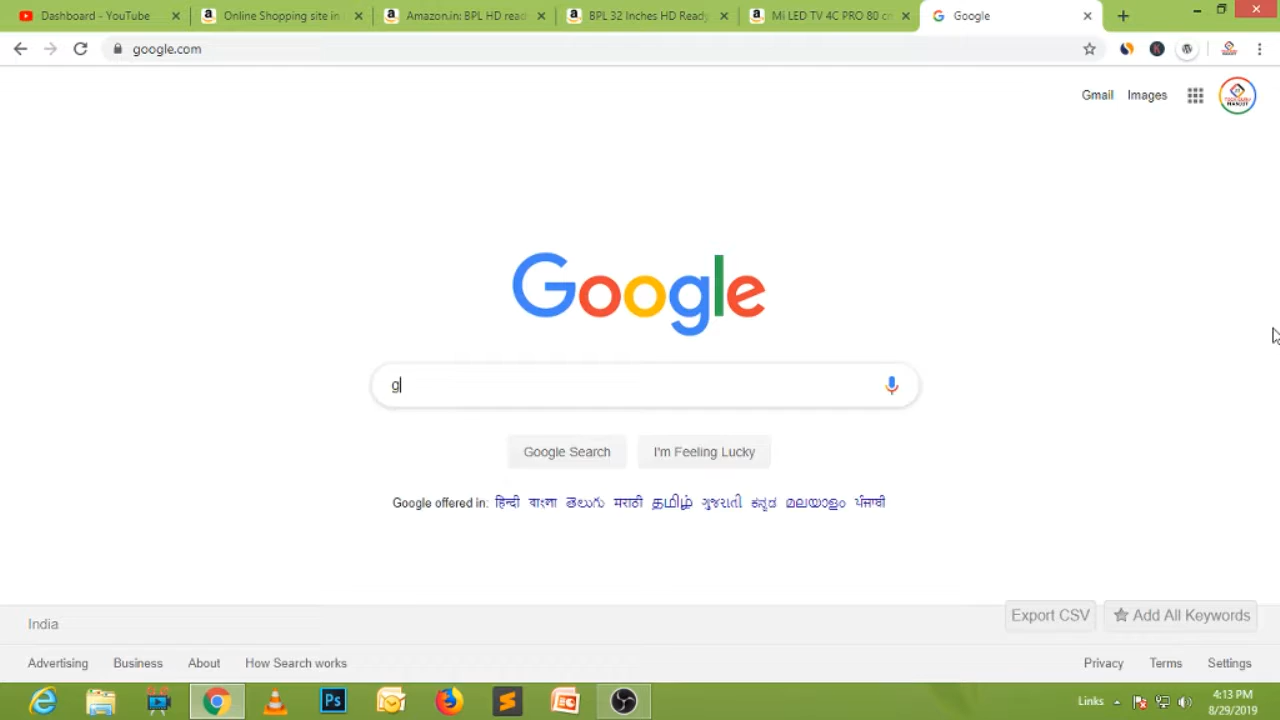 Dashboard - YouTube
Online Shopping site in
Amazon.in: BPL HD read
BPL 32 Inches HD Ready
Mi LED TV 4C PRO 80 cm
Google
google.com
Gmail Images
Google
g
Google Search
I'm Feeling Lucky
Google offered in: हिन्दी বাংলা తెలుగు मराठी தமிழ் ગુજરાતી ಕನ್ನಡ മലയാളം ਪੰਜਾਬੀ
Export CSV
Add All Keywords
India
Advertising Business About How Search works
Privacy Terms Settings
Ps
Links
4:13 PM
8/29/2019